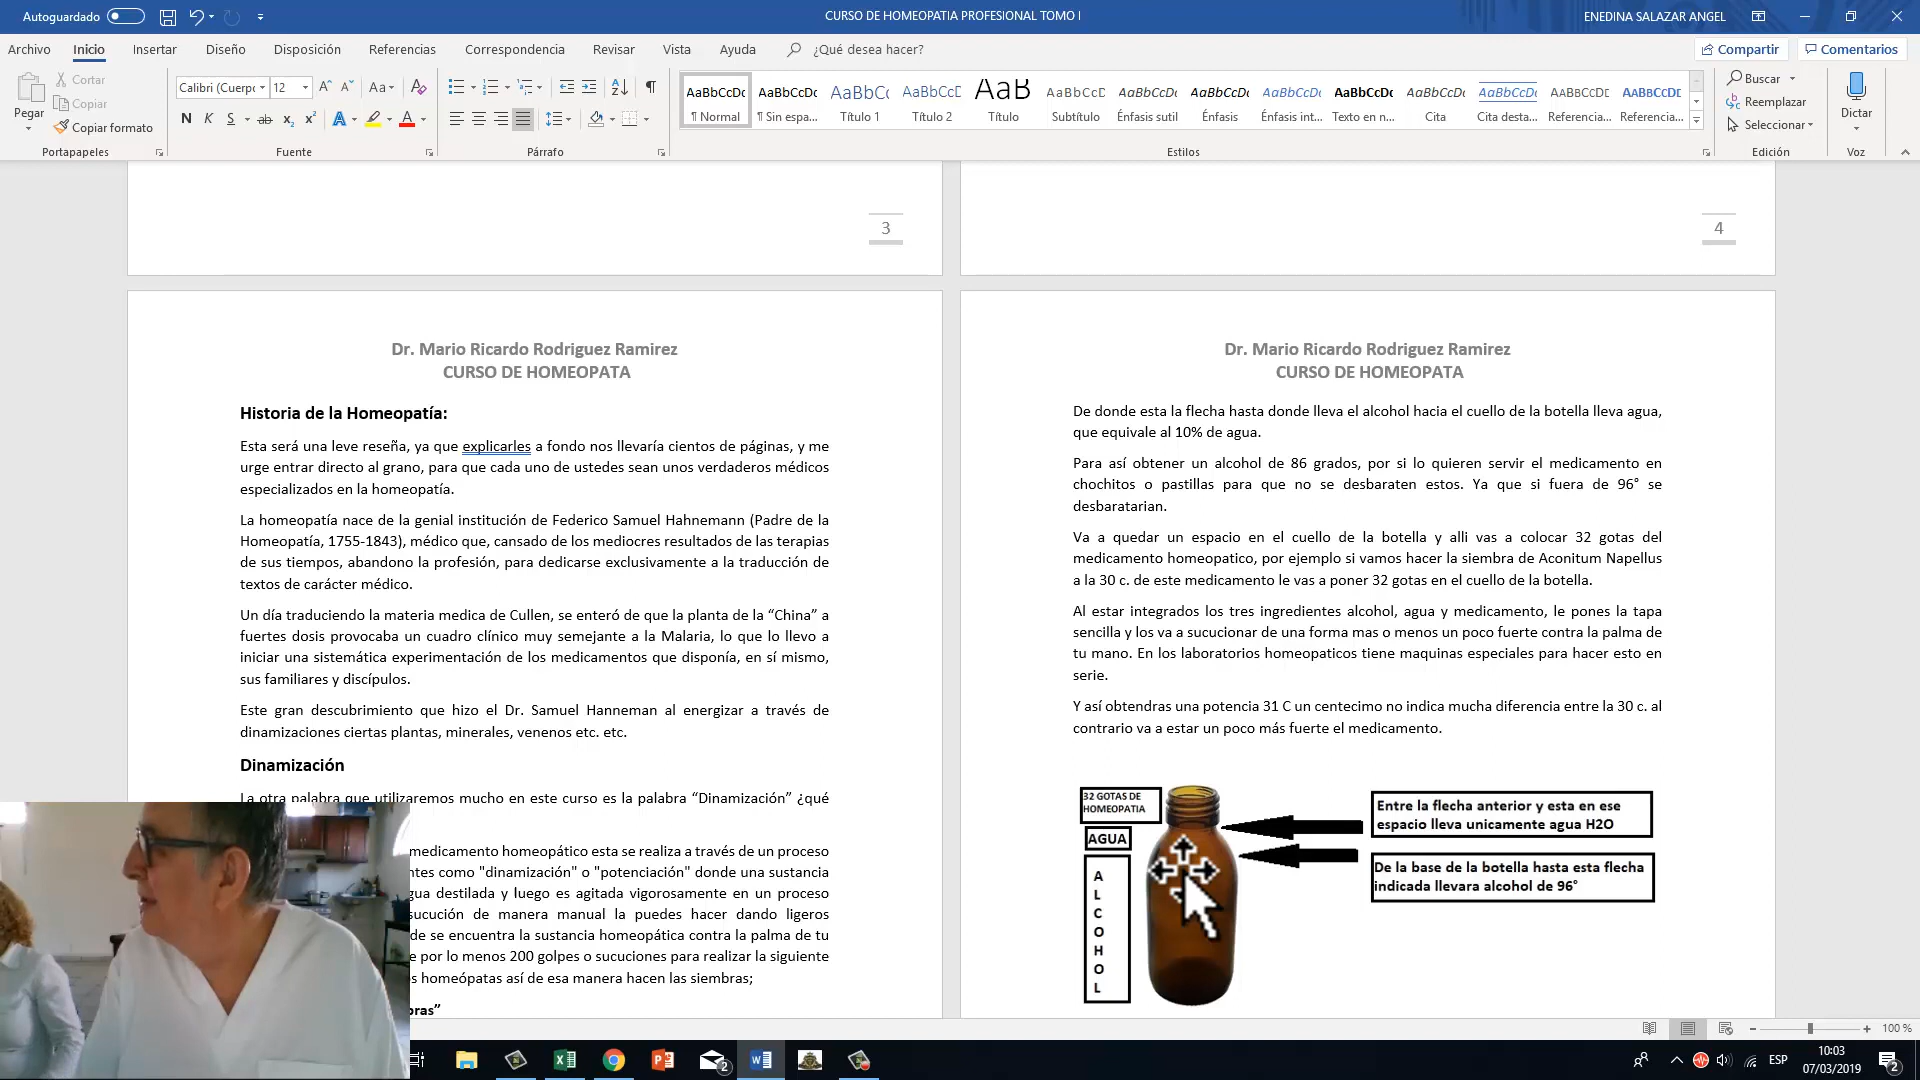 Autoguardado
CURSO DE HOMEOPATIA PROFESIONAL TOMO I
ENEDINA SALAZAR ANGEL
Archivo Inicio Insertar Diseño Disposición Referencias Correspondencia Revisar Vista Ayuda ¿Qué desea hacer? Compartir Comentarios
Pegar
Cortar
Copiar
Copiar formato
Portapapeles
Calibri (Cuerpo 12
N K S ab x₂ x²
Fuente
Párrafo
AaBbCcDc AaBbCcDc AaBbCc AaBbCcD AaB AaBbCcD AaBbCcDc AaBbCcDc AaBbCcDc AaBbCcDc AaBbCcDc AaBbCcDc AABBCCDE AABBCCDE
¶ Normal ¶ Sin espa... Título 1 Título 2 Título Subtítulo Énfasis sutil Énfasis Énfasis int... Texto en n... Cita Cita desta... Referencia... Referencia...
Estilos
Buscar
Reemplazar
Seleccionar
Edición
Dictar
Voz
3
4
Dr. Mario Ricardo Rodriguez Ramirez
CURSO DE HOMEOPATA
Historia de la Homeopatía:
Esta será una leve reseña, ya que explicarles a fondo nos llevaría cientos de páginas, y me
urge entrar directo al grano, para que cada uno de ustedes sean unos verdaderos médicos
especializados en la homeopatía.
La homeopatía nace de la genial institución de Federico Samuel Hahnemann (Padre de la
Homeopatía, 1755-1843), médico que, cansado de los mediocres resultados de las terapias
de sus tiempos, abandono la profesión, para dedicarse exclusivamente a la traducción de
textos de carácter médico.
Un día traduciendo la materia medica de Cullen, se enteró de que la planta de la “China” a
fuertes dosis provocaba un cuadro clínico muy semejante a la Malaria, lo que lo llevo a
iniciar una sistemática experimentación de los medicamentos que disponía, en sí mismo,
sus familiares y discípulos.
Este gran descubrimiento que hizo el Dr. Samuel Hanneman al energizar a través de
dinamizaciones ciertas plantas, minerales, venenos etc. etc.
Dinamización
La otra palabra que utilizaremos mucho en este curso es la palabra “Dinamización” ¿qué
medicamento homeopático esta se realiza a través de un proceso
ntes como "dinamización" o "potenciación" donde una sustancia
gua destilada y luego es agitada vigorosamente en un proceso
sucución de manera manual la puedes hacer dando ligeros
de se encuentra la sustancia homeopática contra la palma de tu
e por lo menos 200 golpes o sucuciones para realizar la siguiente
s homeópatas así de esa manera hacen las siembras;
bras”
Dr. Mario Ricardo Rodriguez Ramirez
CURSO DE HOMEOPATA
De donde esta la flecha hasta donde lleva el alcohol hacia el cuello de la botella lleva agua,
que equivale al 10% de agua.
Para así obtener un alcohol de 86 grados, por si lo quieren servir el medicamento en
chochitos o pastillas para que no se desbaraten estos. Ya que si fuera de 96° se
desbaratarian.
Va a quedar un espacio en el cuello de la botella y alli vas a colocar 32 gotas del
medicamento homeopatico, por ejemplo si vamos hacer la siembra de Aconitum Napellus
a la 30 c. de este medicamento le vas a poner 32 gotas en el cuello de la botella.
Al estar integrados los tres ingredientes alcohol, agua y medicamento, le pones la tapa
sencilla y los va a sucucionar de una forma mas o menos un poco fuerte contra la palma de
tu mano. En los laboratorios homeopaticos tiene maquinas especiales para hacer esto en
serie.
Y así obtendras una potencia 31 C un centecimo no indica mucha diferencia entre la 30 c. al
contrario va a estar un poco más fuerte el medicamento.
32 GOTAS DE
HOMEOPATIA
AGUA
A
L
C
O
H
O
L
Entre la flecha anterior y esta en ese
espacio lleva unicamente agua H2O
De la base de la botella hasta esta flecha
indicada llevara alcohol de 96°
100 %
2
ESP
10:03
07/03/2019
2